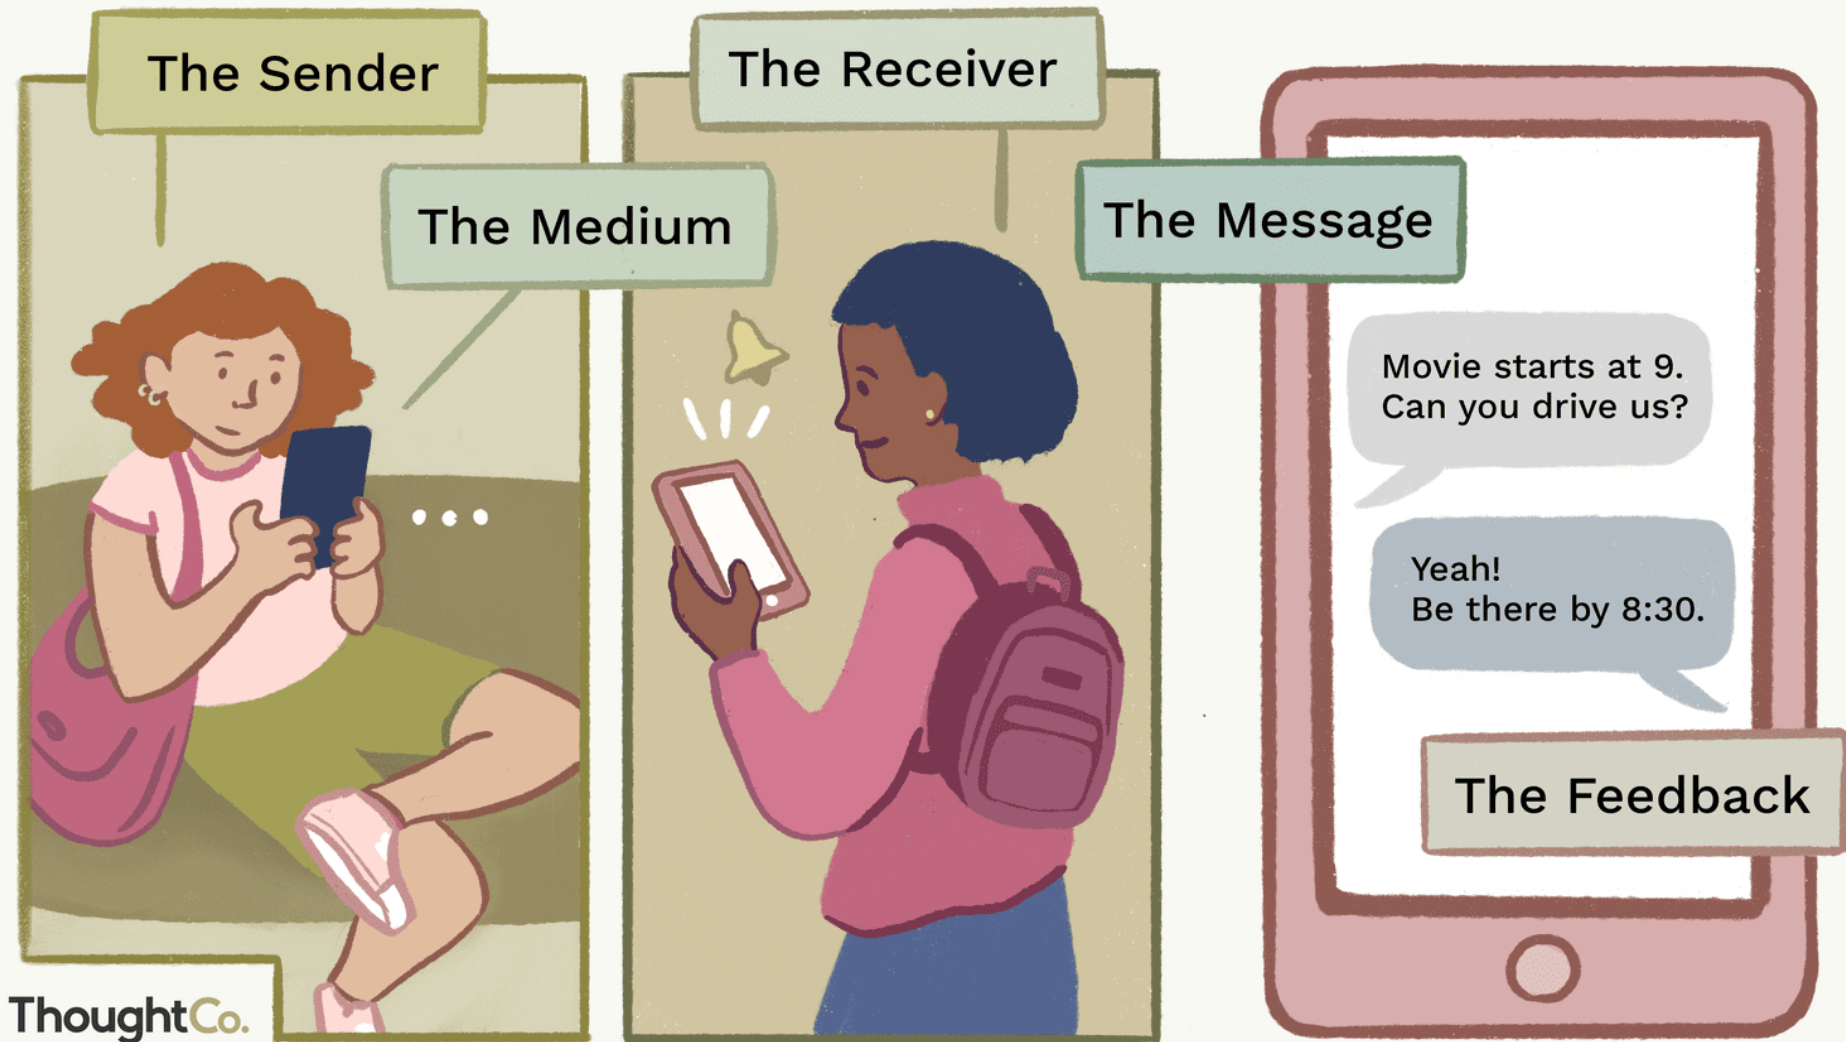 The Sender
The Medium
The Receiver
The Message
Movie starts at 9.
Can you drive us?
Yeah!
Be there by 8:30.
The Feedback
ThoughtCo.